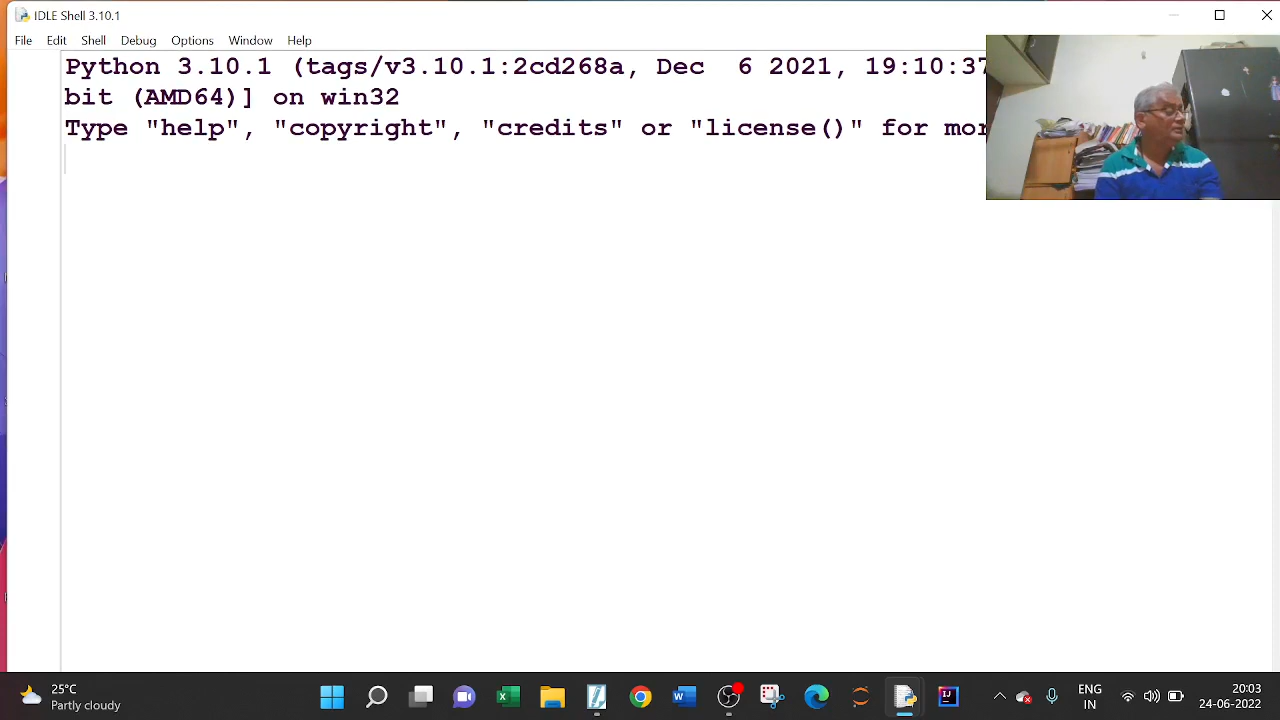 IDLE Shell 3.10.1
File Edit Shell Debug Options Window Help
Python 3.10.1 (tags/v3.10.1:2cd268a, Dec 6 2021, 19:10:37
bit (AMD64)] on win32
Type "help", "copyright", "credits" or "license()" for mor
25°C
Partly cloudy
ENG
IN
20:03
24-06-2022